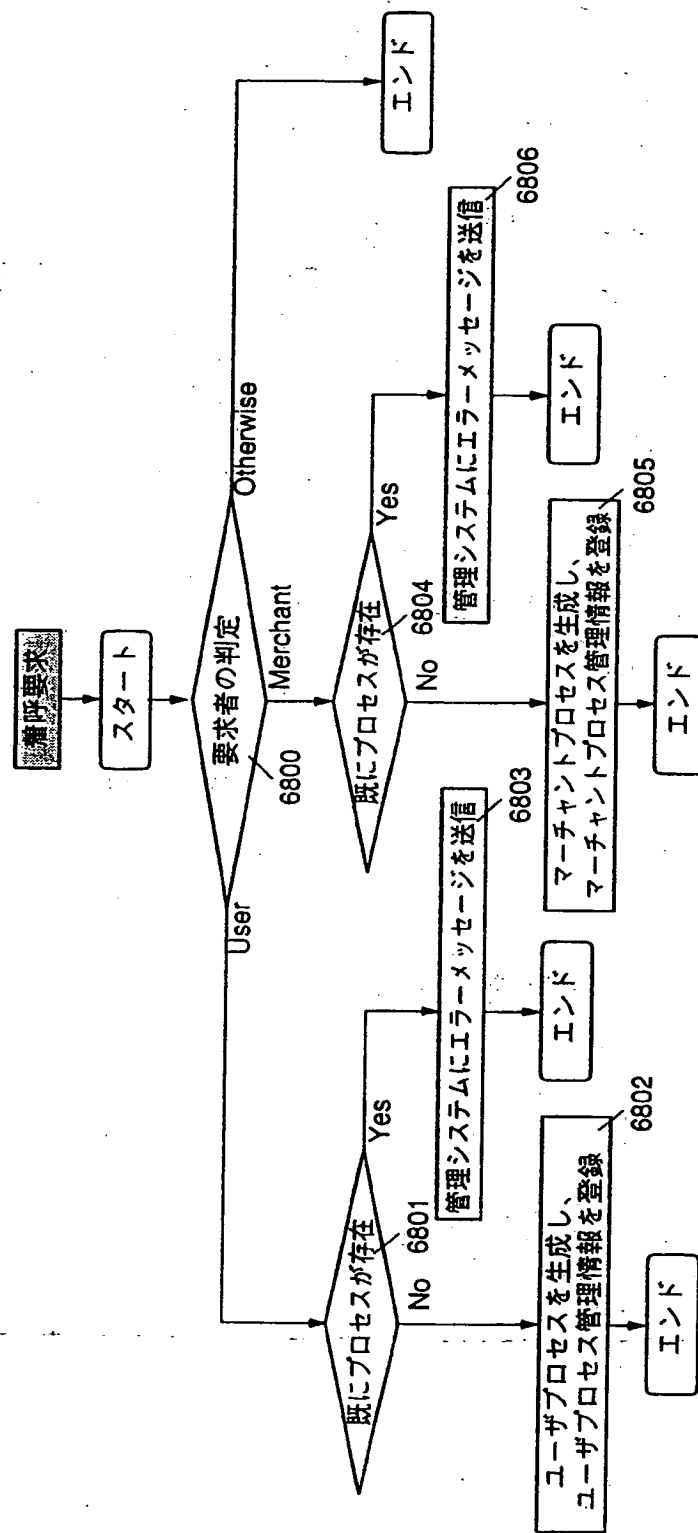 着呼要求
スタート
要求者の判定
6800
User
Merchant
Otherwise
エンド
既にプロセスが存在
6801
Yes
No
管理システムにエラーメッセージを送信
6803
エンド
ユーザプロセスを生成し、
ユーザプロセス管理情報を登録
6802
エンド
既にプロセスが存在
6804
Yes
No
管理システムにエラーメッセージを送信
6806
エンド
マーチャントプロセスを生成し、
マーチャントプロセス管理情報を登録
6805
エンド